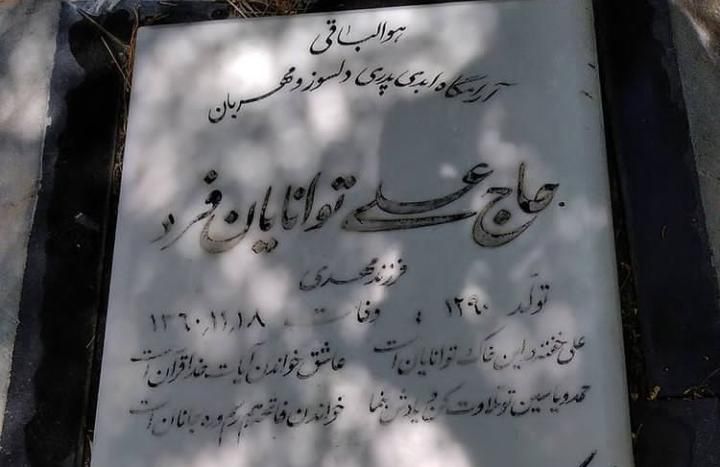 هوالباقی
آرامگاه ابدی پدری دلسوز و مهربان
حاج علی توانایان فرد
فرزند مهدی
تولد ۱۲۹۰ : وفات ۱۳۶۰،۱۱،۱۸
علی خفته در این خاک توانایان است عاشق خواندن آیات خدا قرآن است
حمد و یاسین تو تلاوت کن و یادش بنما خواندن فاتحه هم رسم ره جانان است